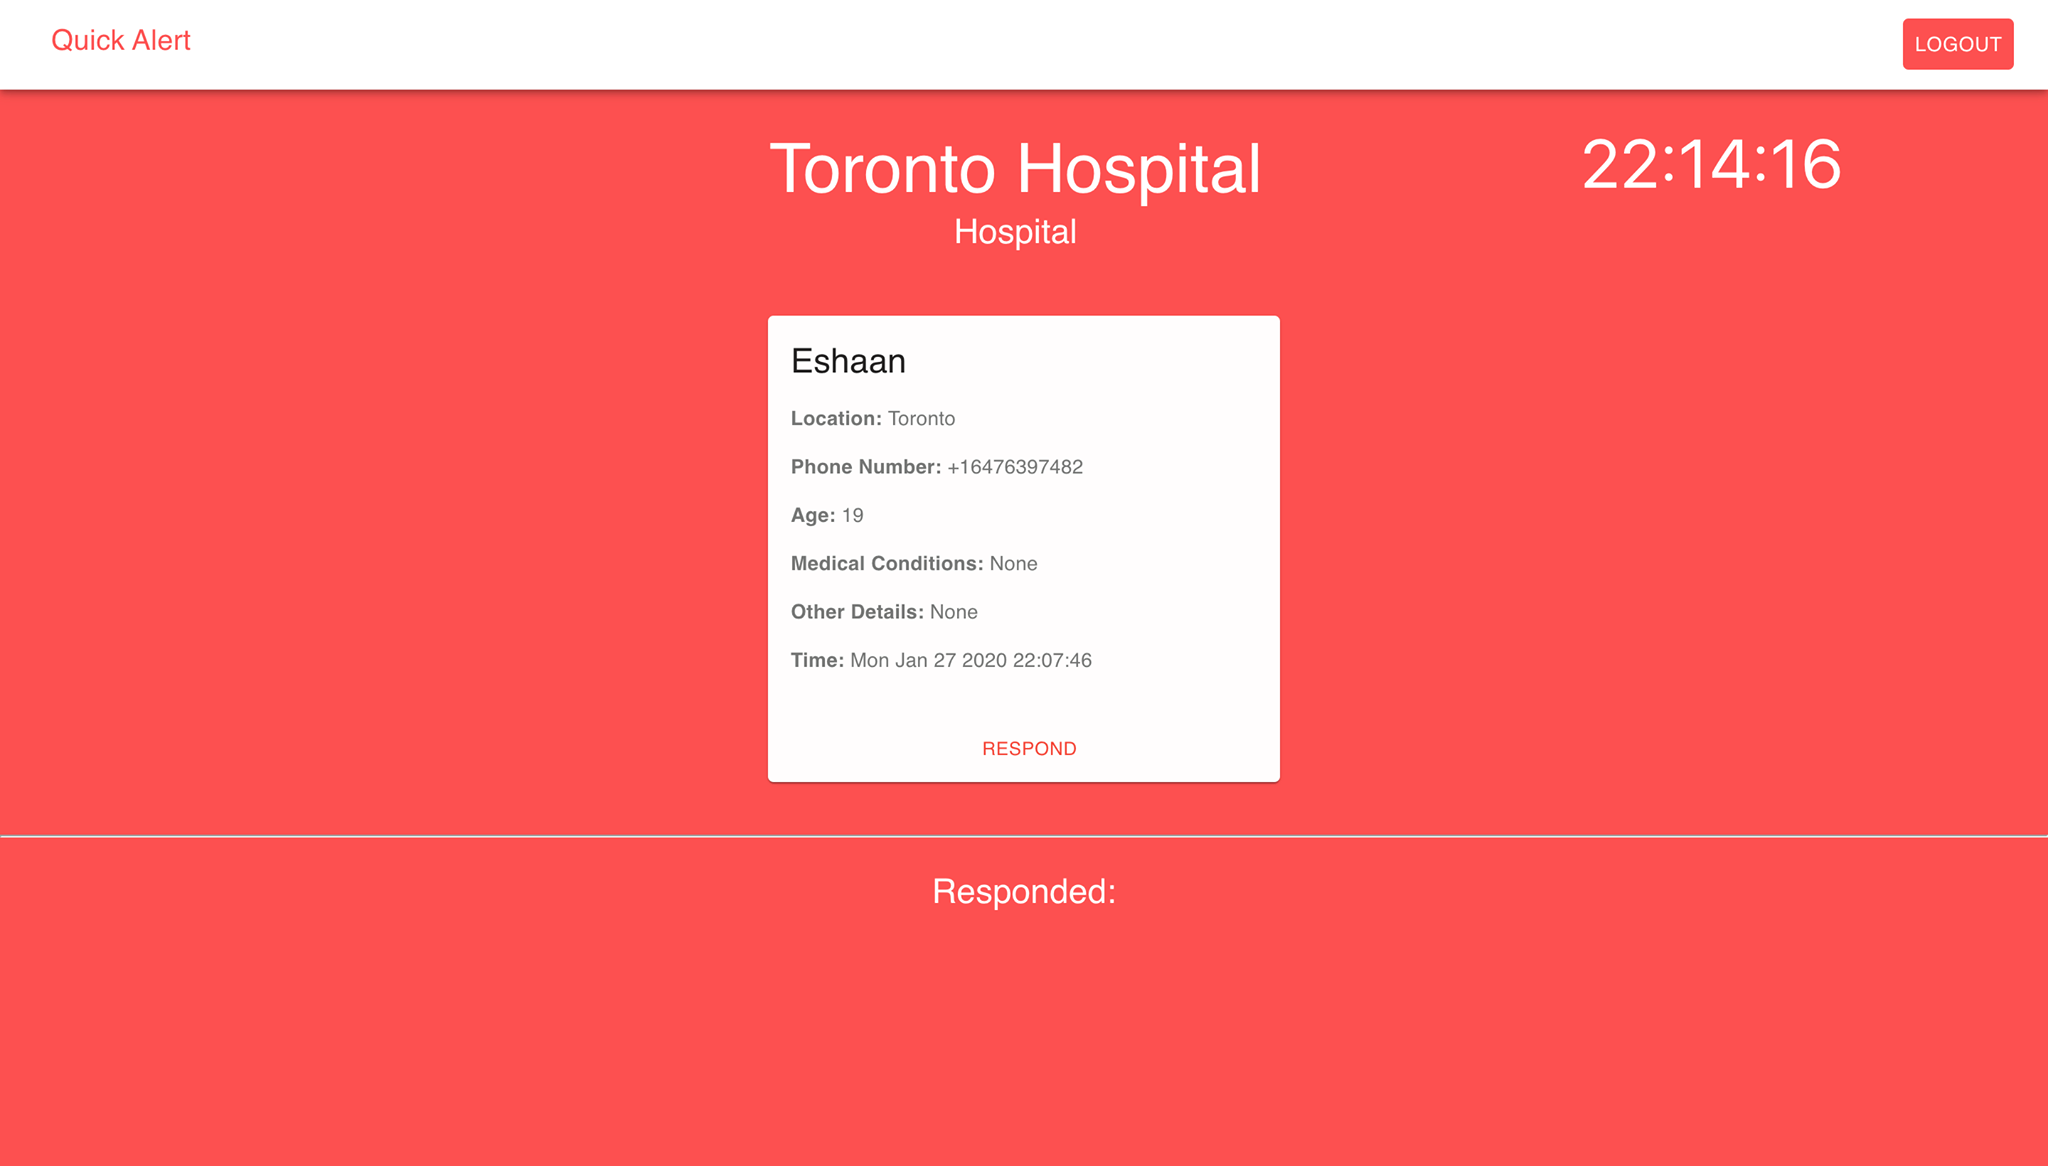 Quick Alert
LOGOUT
Toronto Hospital
22:14:16
Hospital
Eshaan
Location: Toronto
Phone Number: +16476397482
Age: 19
Medical Conditions: None
Other Details: None
Time: Mon Jan 27 2020 22:07:46
RESPOND
Responded: